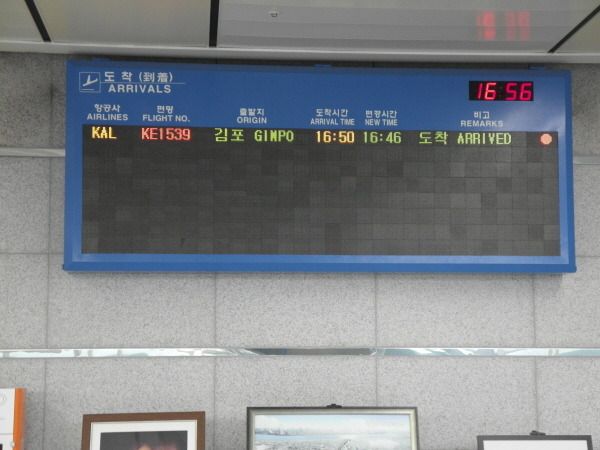 도 착 (到着)
ARRIVALS
16:56
항공사 편명 출발지 도착시간 변경시간 비고
AIRLINES FLIGHT NO. ORIGIN ARRIVAL TIME NEW TIME REMARKS
KAL KE1539 김포 GIMPO 16:50 16:46 도착 ARRIVED